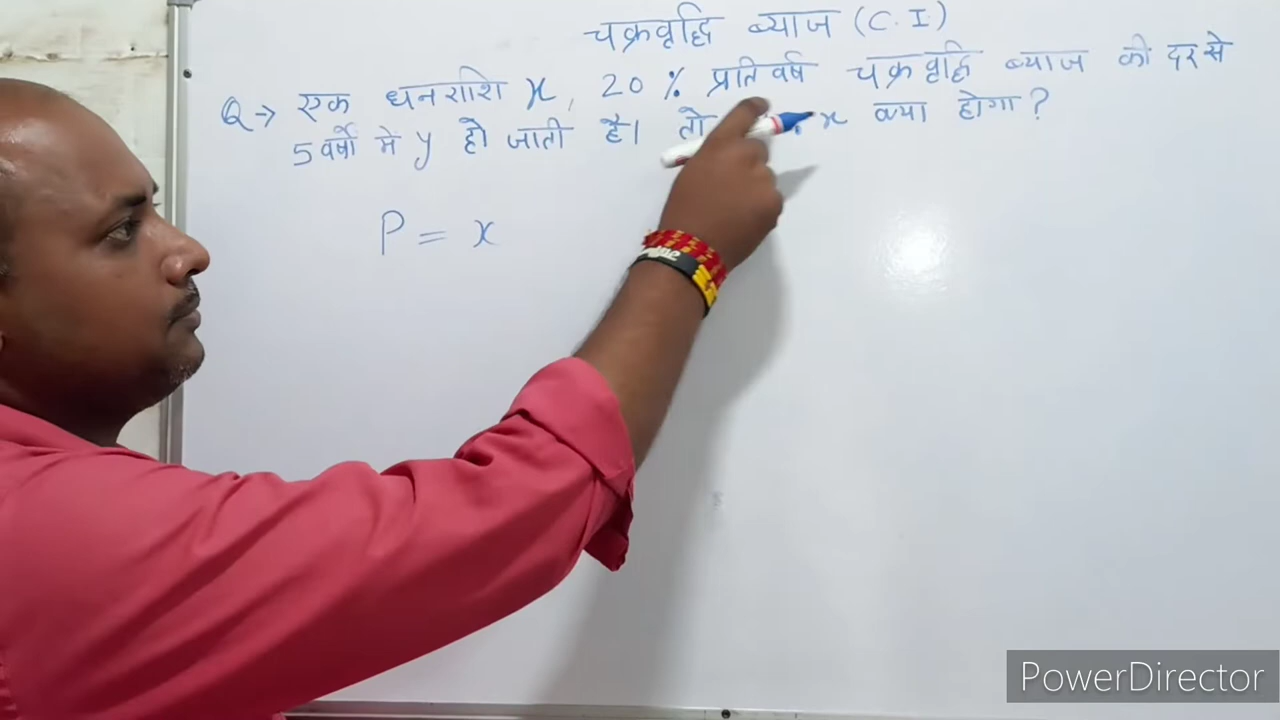 चक्रवृद्धि ब्याज (C.I)
Q→ एक धनराशि x, 20% प्रतिवर्ष चक्रवृद्धि ब्याज की दर से
5 वर्षो मे y हो जाती है। तो : x क्या होगा?
P = x
PowerDirector